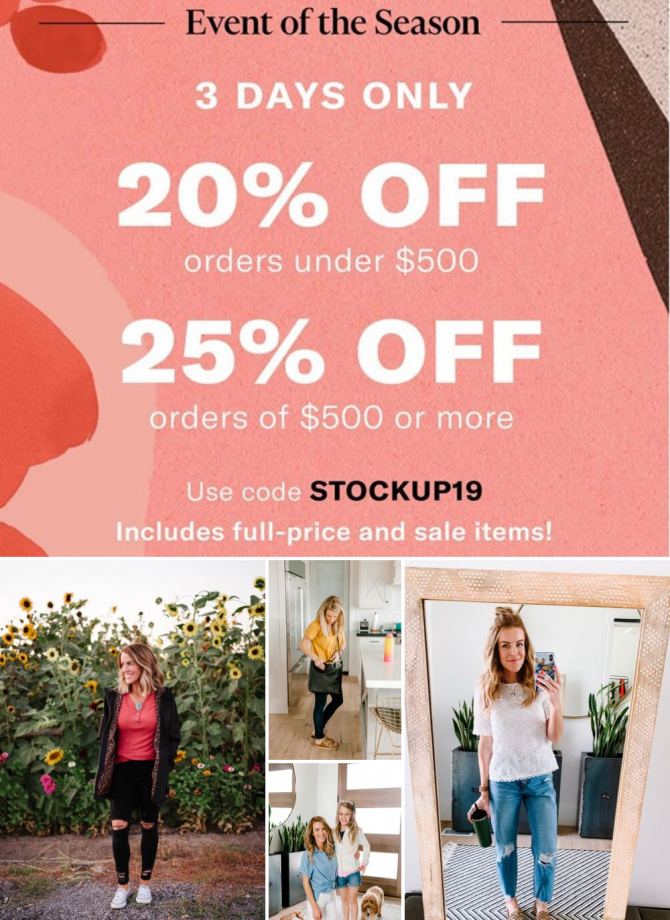 Event of the Season
3 DAYS ONLY
20% OFF
orders under $500
25% OFF
orders of $500 or more
Use code STOCKUP19
Includes full-price and sale items!